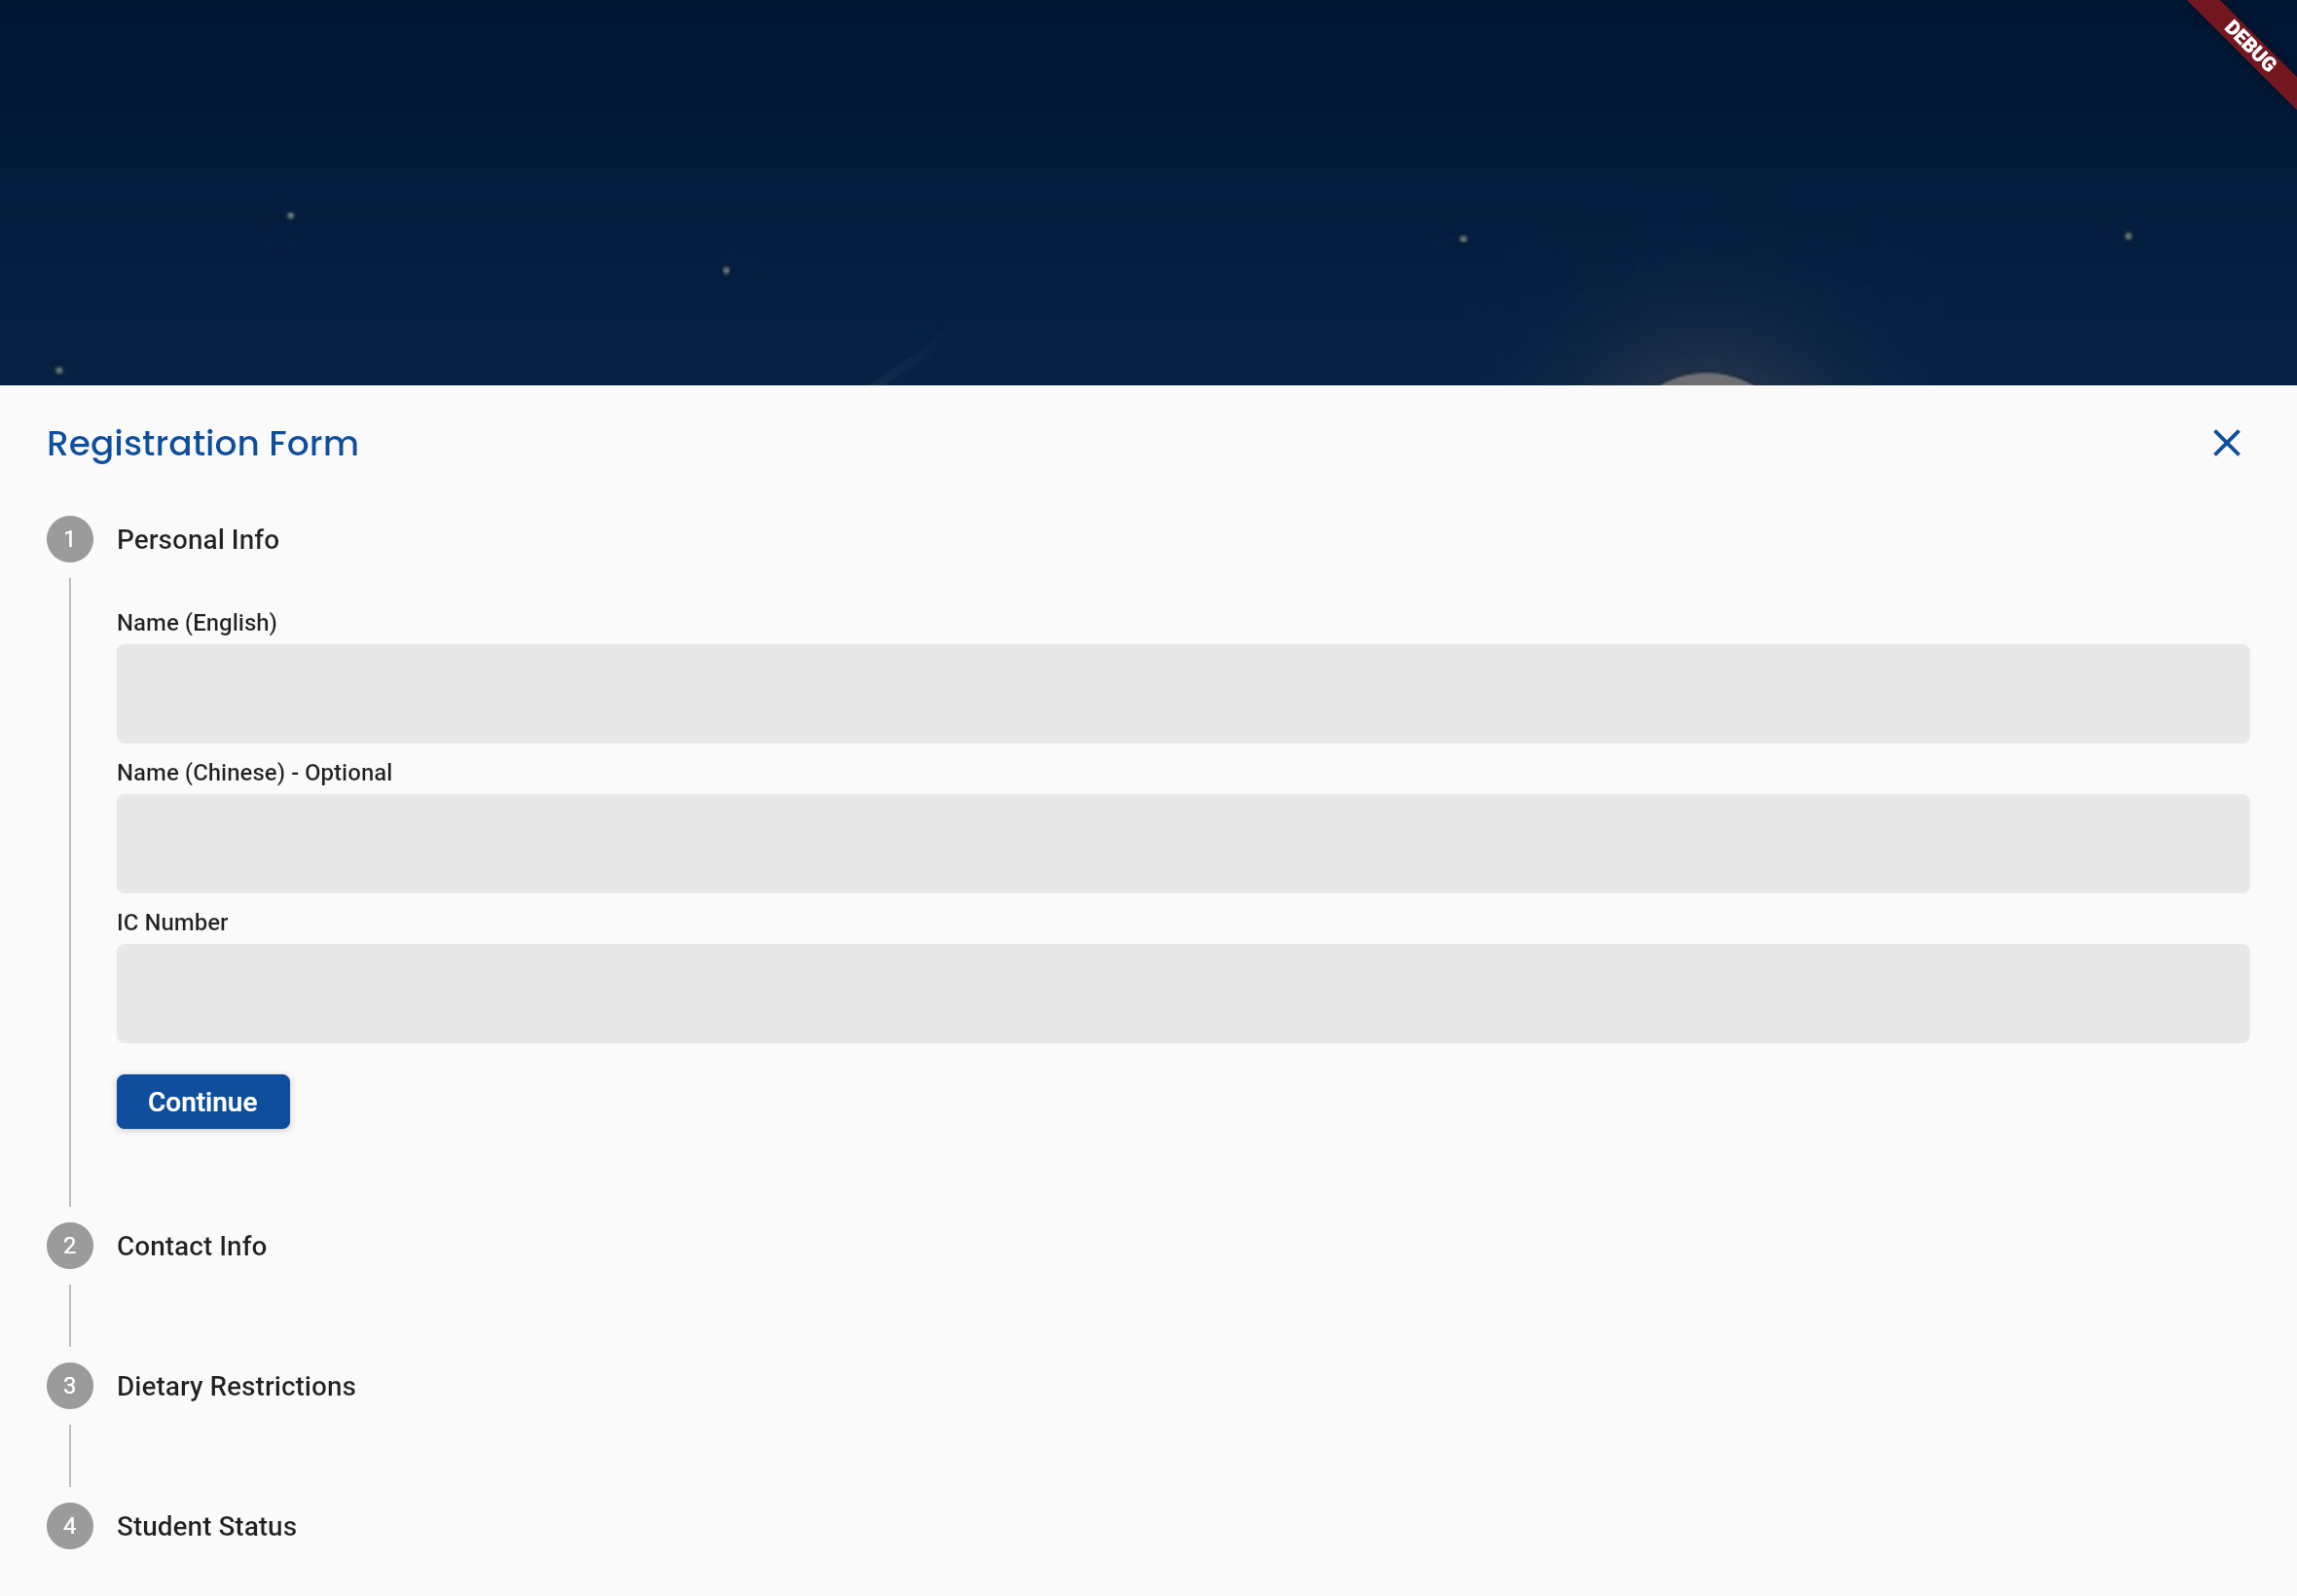 DEBUG
Registration Form
1 Personal Info
Name (English)
Name (Chinese) - Optional
IC Number
Continue
2 Contact Info
3 Dietary Restrictions
4 Student Status